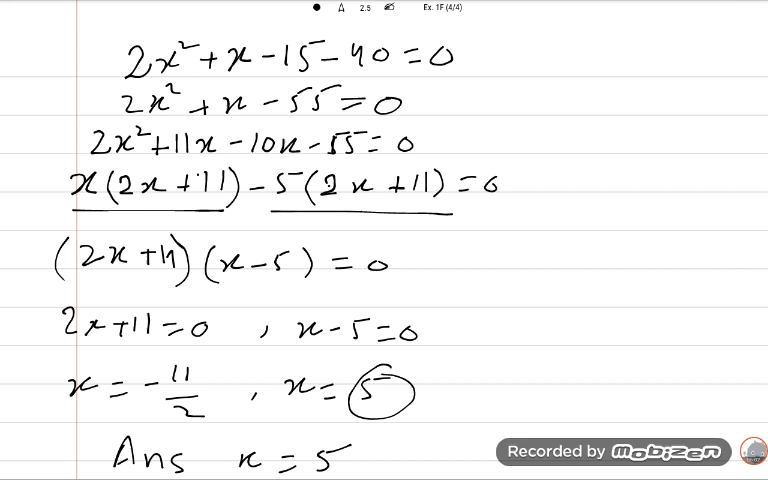 A 2.5 Ex. 1F (4/4)
2x² + x - 15 - 40 = 0
2x² + x - 55 = 0
2x² + 11x - 10x - 55 = 0
x(2x + 11) - 5(2x + 11) = 0
(2x + 11)(x - 5) = 0
2x + 11 = 0 , x - 5 = 0
x = -11/2 , x = 5
Ans x = 5
Recorded by mobizen